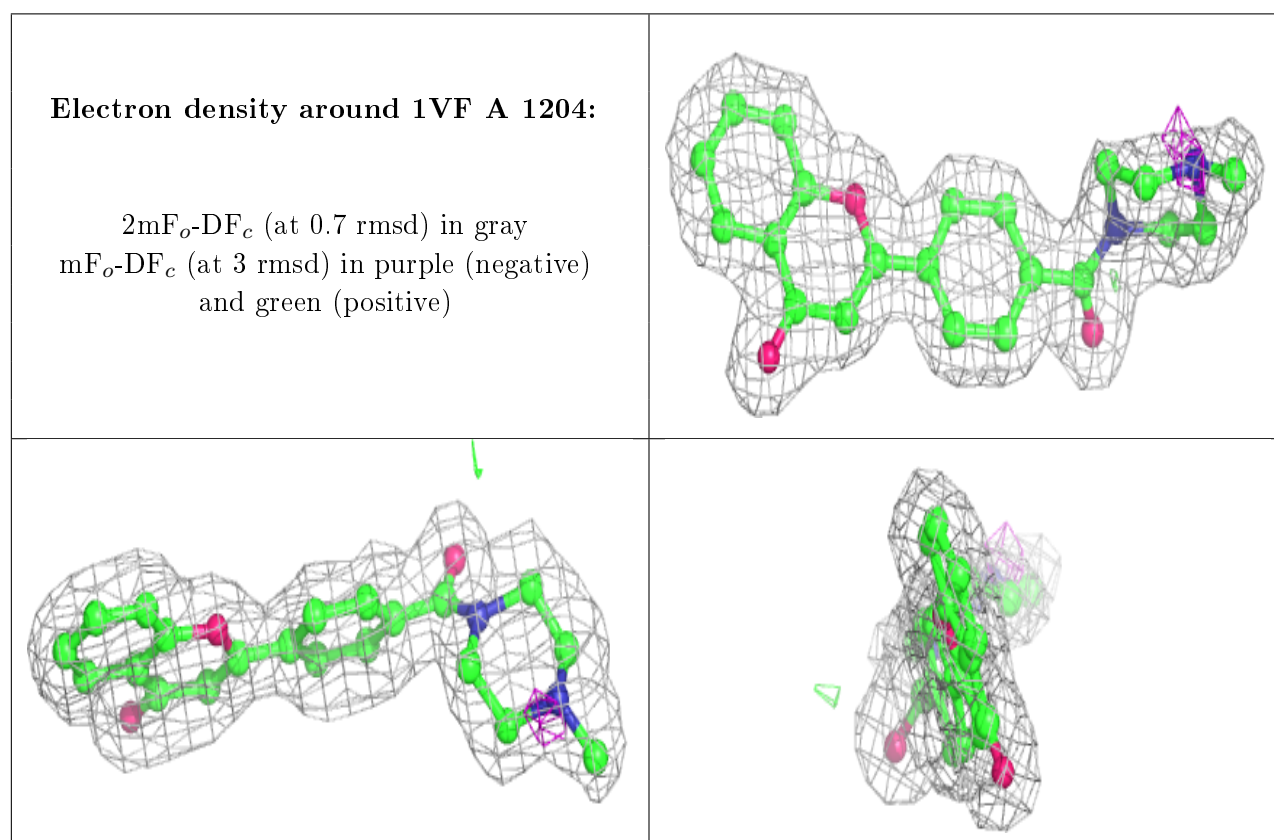 Electron density around 1VF A 1204:
2mFₒ-DF𝒸 (at 0.7 rmsd) in gray
mFₒ-DF𝒸 (at 3 rmsd) in purple (negative)
and green (positive)